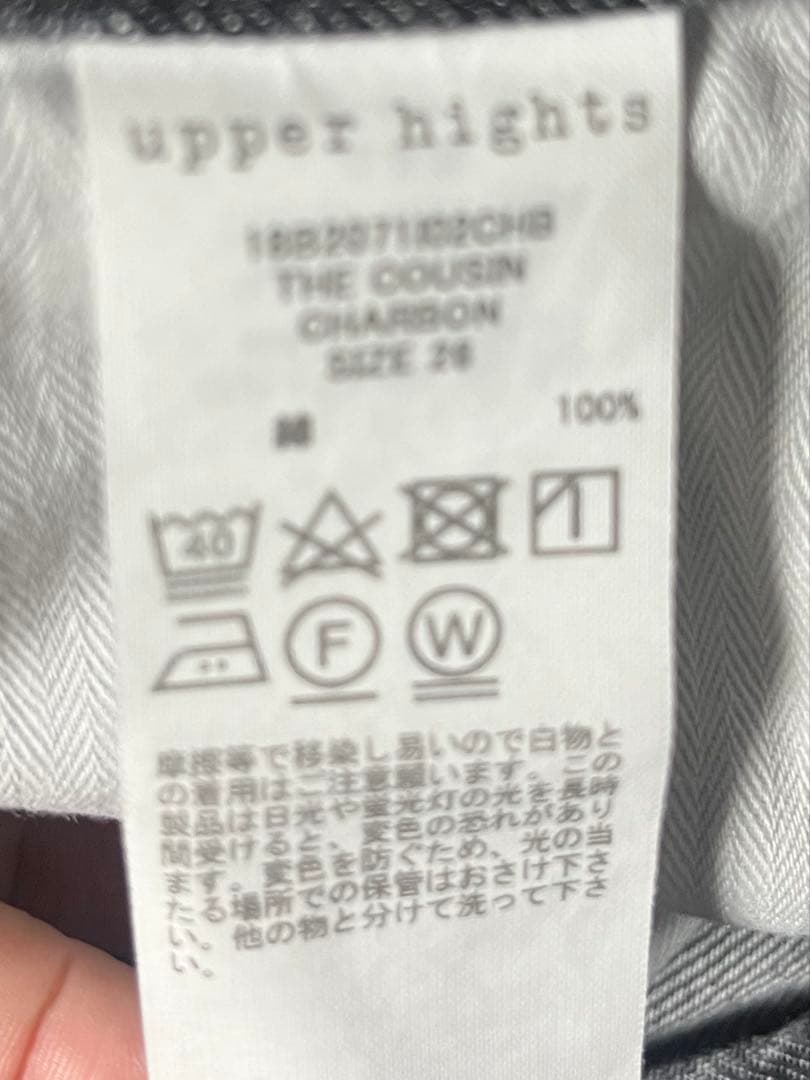 upper hights
182071102CHB
THE COUSIN
CHARBON
SIZE 26
綿 100%
40
F W
摩擦等で移染し易いので白物と
の着用はご注意願います。この
製品は日光や蛍光灯の光を長時
間受けると、変色の恐れがあり
ます。変色を防ぐため、光の当
たる場所での保管はおさけ下さ
い。他の物と分けて洗って下さ
い。